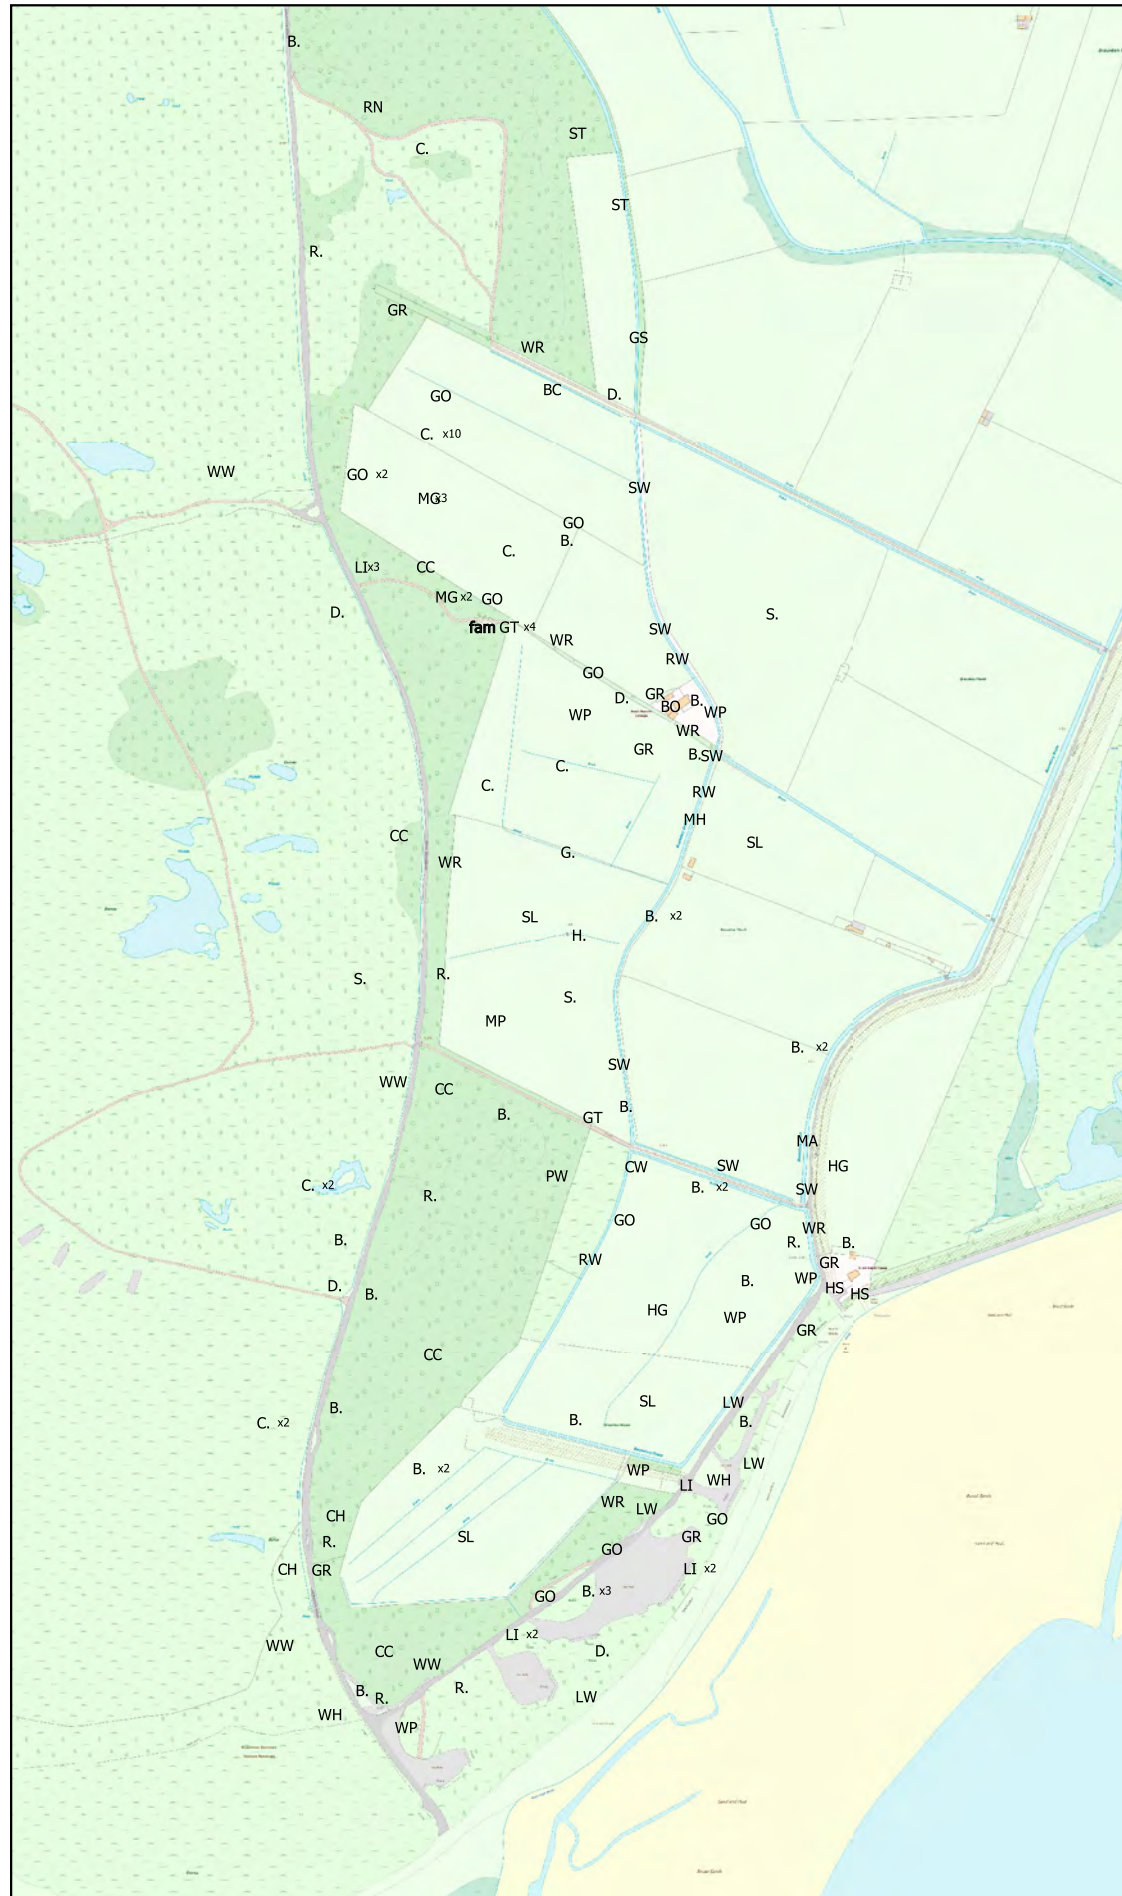 B.
RN
ST
C.
ST
R.
GR
GS
WR
BC
D.
GO
C. x10
WW
GO x2
SW
MG x3
GO
B.
C.
LI x3
CC
MG x2
GO
D.
S.
fam GT x4
SW
WR
RW
GO
GR
D.
B.
BO
WP
WP
WR
GR
B.
SW
C.
C.
RW
MH
CC
SL
G.
WR
SL
B. x2
H.
R.
S.
S.
MP
B. x2
SW
WW
CC
B.
B.
GT
MA
CW
SW
HG
PW
C. x2
B. x2
SW
R.
GO
GO
WR
B.
R.
B.
RW
GR
WP
B.
D.
HS
B.
HS
HG
WP
GR
CC
SL
LW
B.
B.
C. x2
B.
LW
B. x2
WP
WH
LI
WR
LW
CH
GO
SL
GR
R.
GO
CH
GR
LI x2
B. x3
GO
LI x2
WW
CC
D.
WW
R.
B.
R.
LW
WH
WP